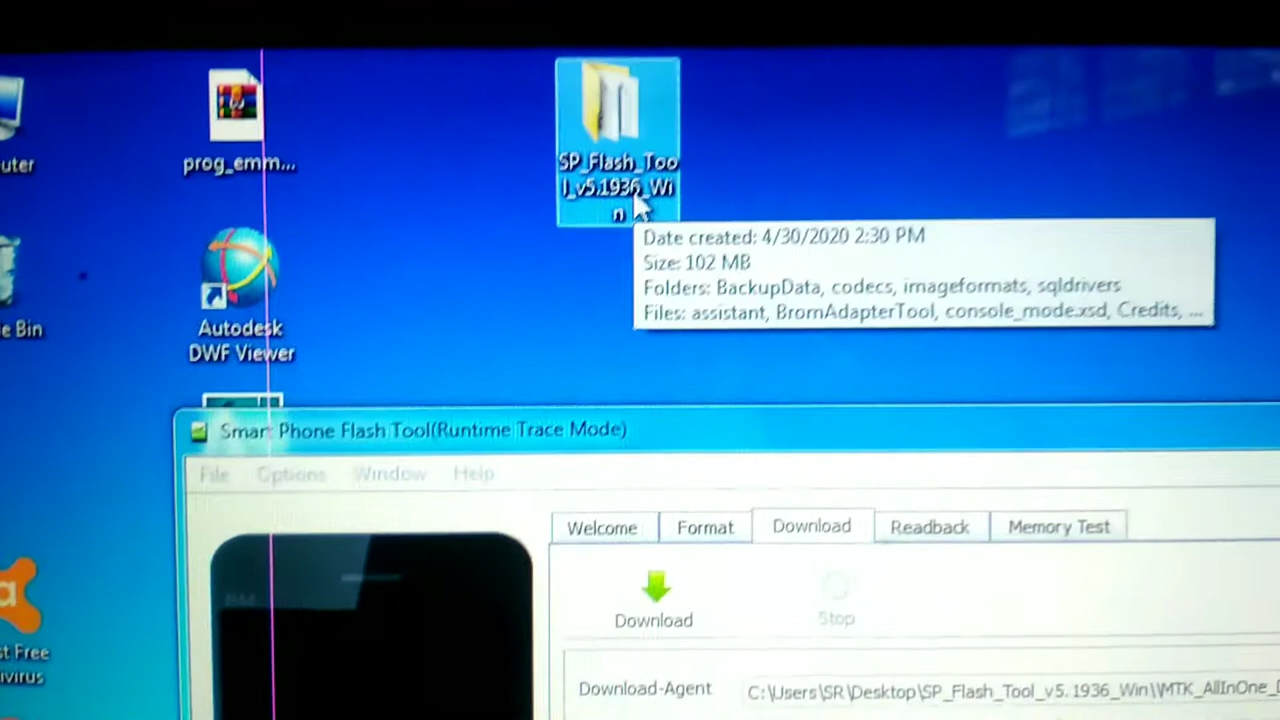 uter
prog_emm...
SP_Flash_Too
l_v5.1936_Wi
n
Date created: 4/30/2020 2:30 PM
Size: 102 MB
Folders: BackupData, codecs, imageformats, sqldrivers
Files: assistant, BromAdapterTool, console_mode.xsd, Credits, ...
e Bin
Autodesk
DWF Viewer
Smart Phone Flash Tool(Runtime Trace Mode)
File Options Window Help
Welcome Format Download Readback Memory Test
Download Stop
st Free
ivirus
Download-Agent C:\Users\SR\Desktop\SP_Flash_Tool_v5.1936_Win\\MTK_AllInOne_D